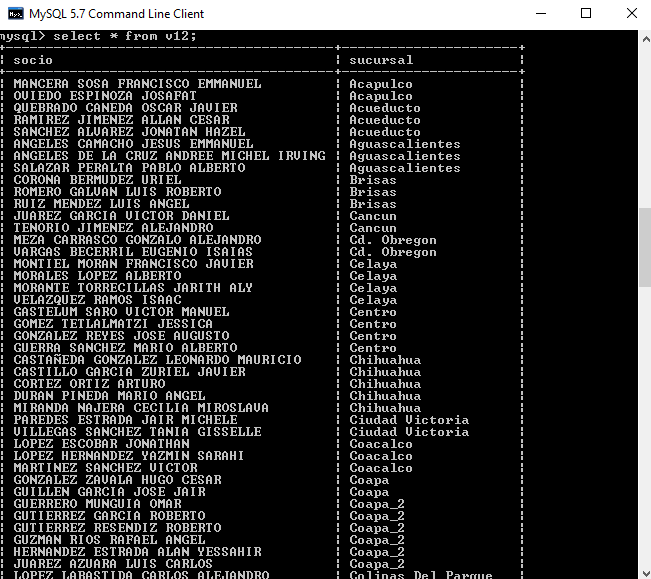 MySQL 5.7 Command Line Client
mysql> select * from v12;
socio sucursal
MANCERA SOSA FRANCISCO EMMANUEL Acapulco
OVIEDO ESPINOZA JOSAFAT Acapulco
QUEBRADO CANEDA OSCAR JAVIER Acueducto
RAMIREZ JIMENEZ ALLAN CESAR Acueducto
SANCHEZ ALVAREZ JONATAN HAZEL Acueducto
ANGELES CAMACHO JESUS EMMANUEL Aguascalientes
ANGELES DE LA CRUZ ANDREE MICHEL IRVING Aguascalientes
SALAZAR PERALTA PABLO ALBERTO Aguascalientes
CORONA BERMUDEZ URIEL Brisas
ROMERO GALVAN LUIS ROBERTO Brisas
RUIZ MENDEZ LUIS ANGEL Brisas
JUAREZ GARCIA VICTOR DANIEL Cancun
TENORIO JIMENEZ ALEJANDRO Cancun
MEZA CARRASCO GONZALO ALEJANDRO Cd. Obregon
VARGAS BECERRIL EUGENIO ISAIAS Cd. Obregon
MONTIEL MORAN FRANCISCO JAVIER Celaya
MORALES LOPEZ ALBERTO Celaya
MORANTE TORRECILLAS JARITH ALY Celaya
VELAZQUEZ RAMOS ISAAC Celaya
GASTELUM SARO VICTOR MANUEL Centro
GOMEZ TETLALMATZI JESSICA Centro
GONZALEZ REYES JOSE AUGUSTO Centro
GUERRA SANCHEZ MARIO ALBERTO Centro
CASTAÑEDA GONZALEZ LEONARDO MAURICIO Chihuahua
CASTILLO GARCIA ZURIEL JAVIER Chihuahua
CORTEZ ORTIZ ARTURO Chihuahua
DURAN PINEDA MARIO ANGEL Chihuahua
MIRANDA NAJERA CECILIA MIROSLAVA Chihuahua
PAREDES ESTRADA JAIR MICHELE Ciudad Victoria
VILLEGAS SANCHEZ TANIA GISSELLE Ciudad Victoria
LOPEZ ESCOBAR JONATHAN Coacalco
LOPEZ HERNANDEZ YAZMIN SARAHI Coacalco
MARTINEZ SANCHEZ VICTOR Coacalco
GONZALEZ ZAVALA HUGO CESAR Coapa
GUILLEN GARCIA JOSE JAIR Coapa
GUERRERO MUNGUIA OMAR Coapa_2
GUTIERREZ GARCIA ROBERTO Coapa_2
GUTIERREZ RESENDIZ ROBERTO Coapa_2
GUZMAN RIOS RAFAEL ANGEL Coapa_2
HERNANDEZ ESTRADA ALAN YESSAHIR Coapa_2
JUAREZ AZUARA LUIS CARLOS Coapa_2
LOPEZ LABASTIDA CARLOS ALEJANDRO Colinas Del Parque